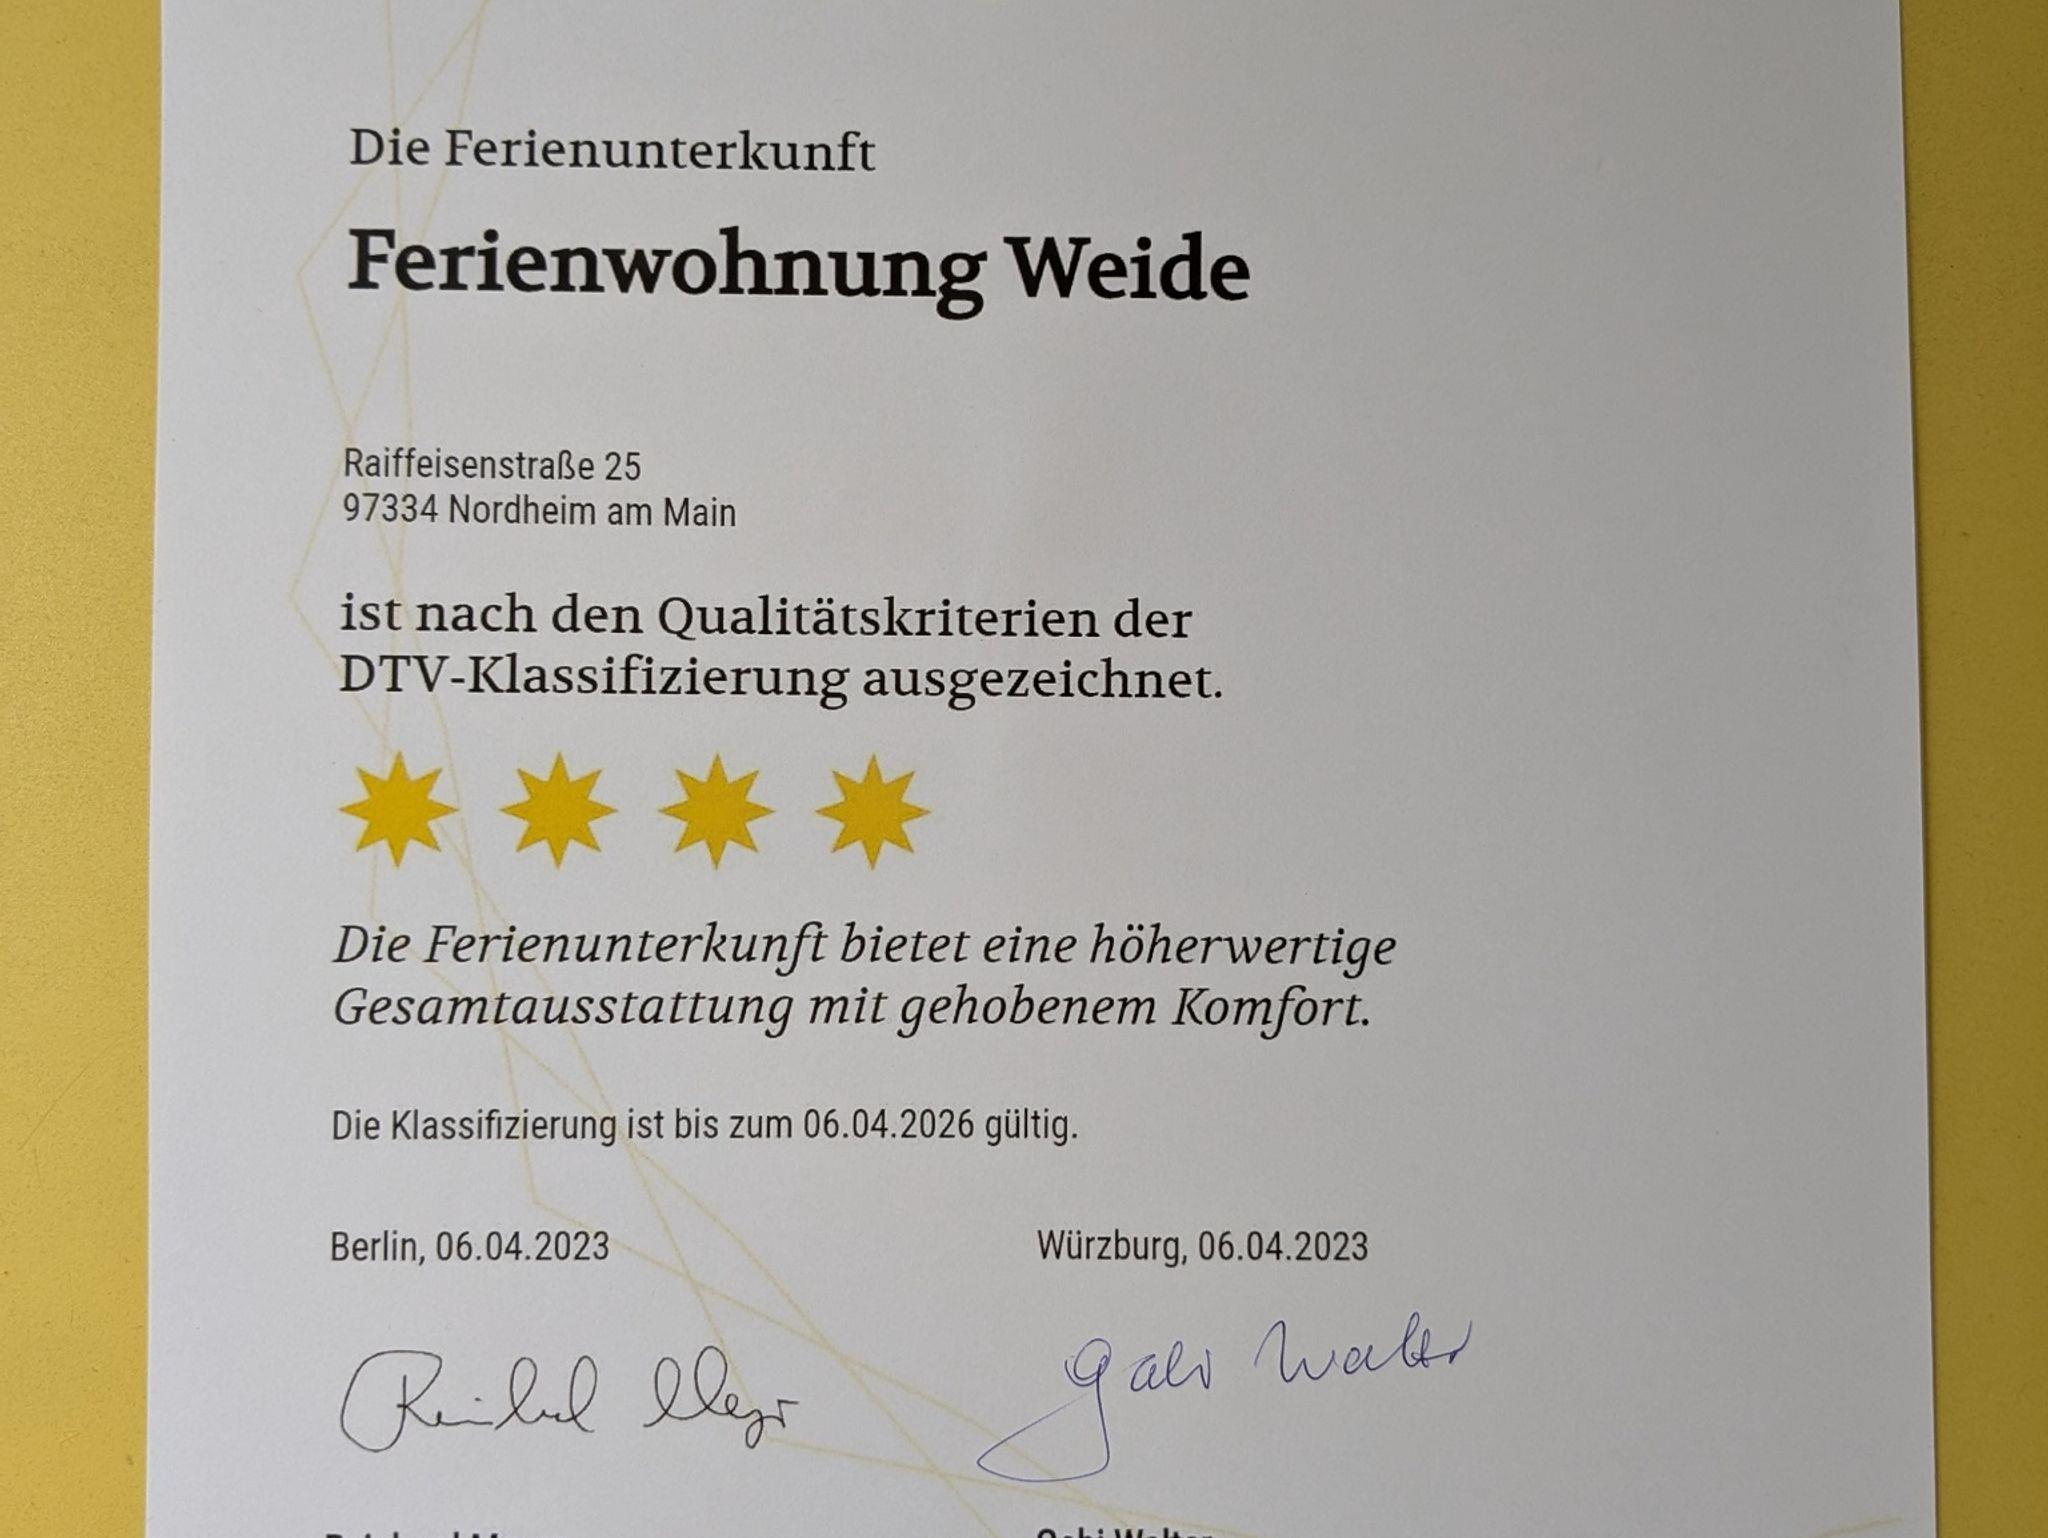 Die Ferienunterkunft
Ferienwohnung Weide
Raiffeisenstraße 25
97334 Nordheim am Main
ist nach den Qualitätskriterien der
DTV-Klassifizierung ausgezeichnet.
Die Ferienunterkunft bietet eine höherwertige
Gesamtausstattung mit gehobenem Komfort.
Die Klassifizierung ist bis zum 06.04.2026 gültig.
Berlin, 06.04.2023
Würzburg, 06.04.2023
Gabi Walter